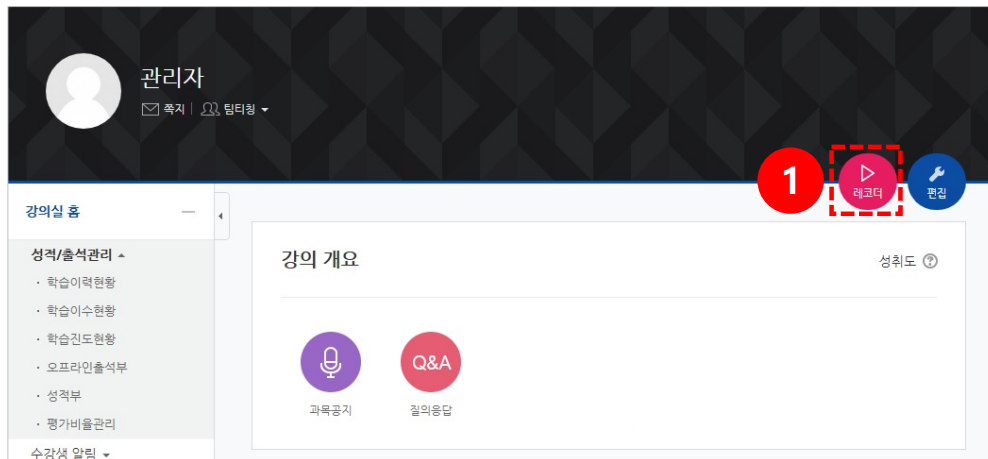 관리자
쪽지 팀티칭
1
레코더
편집
강의실 홈
성적/출석관리
· 학습이력현황
· 학습이수현황
· 학습진도현황
· 오프라인출석부
· 성적부
· 평가비율관리
수강생 알림
강의 개요
성취도 ?
Q&A
과목공지
질의응답